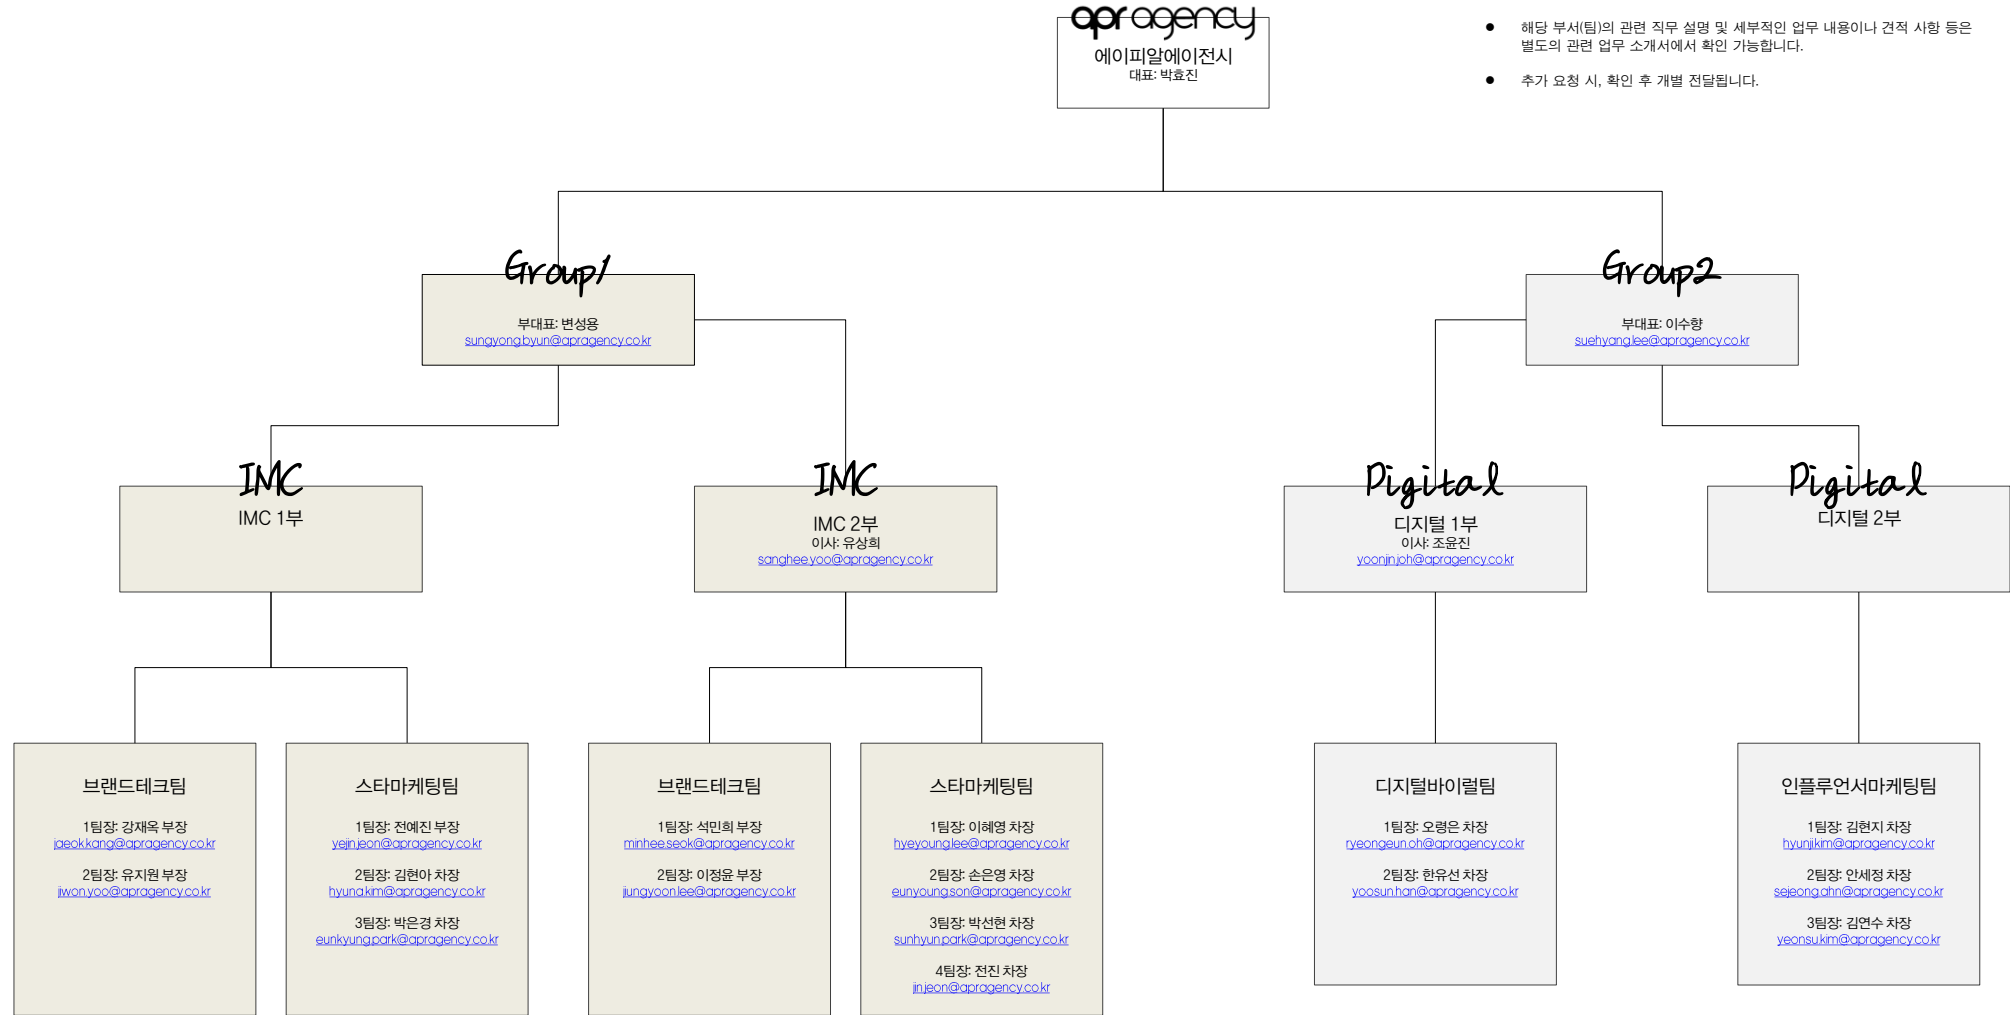 apr agency
에이피알에이전시
대표: 박효진
● 해당 부서(팀)의 관련 직무 설명 및 세부적인 업무 내용이나 견적 사항 등은
별도의 관련 업무 소개서에서 확인 가능합니다.
● 추가 요청 시, 확인 후 개별 전달됩니다.
Group1
부대표: 변성용
sungyong.byun@apragency.co.kr
Group2
부대표: 이수향
suehyang.lee@apragency.co.kr
IMC
IMC 1부
IMC
IMC 2부
이사: 유상희
sanghee.yoo@apragency.co.kr
Digital
디지털 1부
이사: 조윤진
yoonjin.joh@apragency.co.kr
Digital
디지털 2부
브랜드테크팀
1팀장: 강재옥 부장
jaeok.kang@apragency.co.kr
2팀장: 유지원 부장
jiwon.yoo@apragency.co.kr
스타마케팅팀
1팀장: 전예진 부장
yejin.jeon@apragency.co.kr
2팀장: 김현아 차장
hyuna.kim@apragency.co.kr
3팀장: 박은경 차장
eunkyung.park@apragency.co.kr
브랜드테크팀
1팀장: 석민희 부장
minhee.seok@apragency.co.kr
2팀장: 이정윤 부장
jiungyoon.lee@apragency.co.kr
스타마케팅팀
1팀장: 이혜영 차장
hyeyoung.lee@apragency.co.kr
2팀장: 손은영 차장
eunyoung.son@apragency.co.kr
3팀장: 박선현 차장
sunhyun.park@apragency.co.kr
4팀장: 전진 차장
jin.jeon@apragency.co.kr
디지털바이럴팀
1팀장: 오령은 차장
ryeongeun.oh@apragency.co.kr
2팀장: 한유선 차장
yoosun.han@apragency.co.kr
인플루언서마케팅팀
1팀장: 김현지 차장
hyunji.kim@apragency.co.kr
2팀장: 안세정 차장
sejeong.ahn@apragency.co.kr
3팀장: 김연수 차장
yeonsu.kim@apragency.co.kr